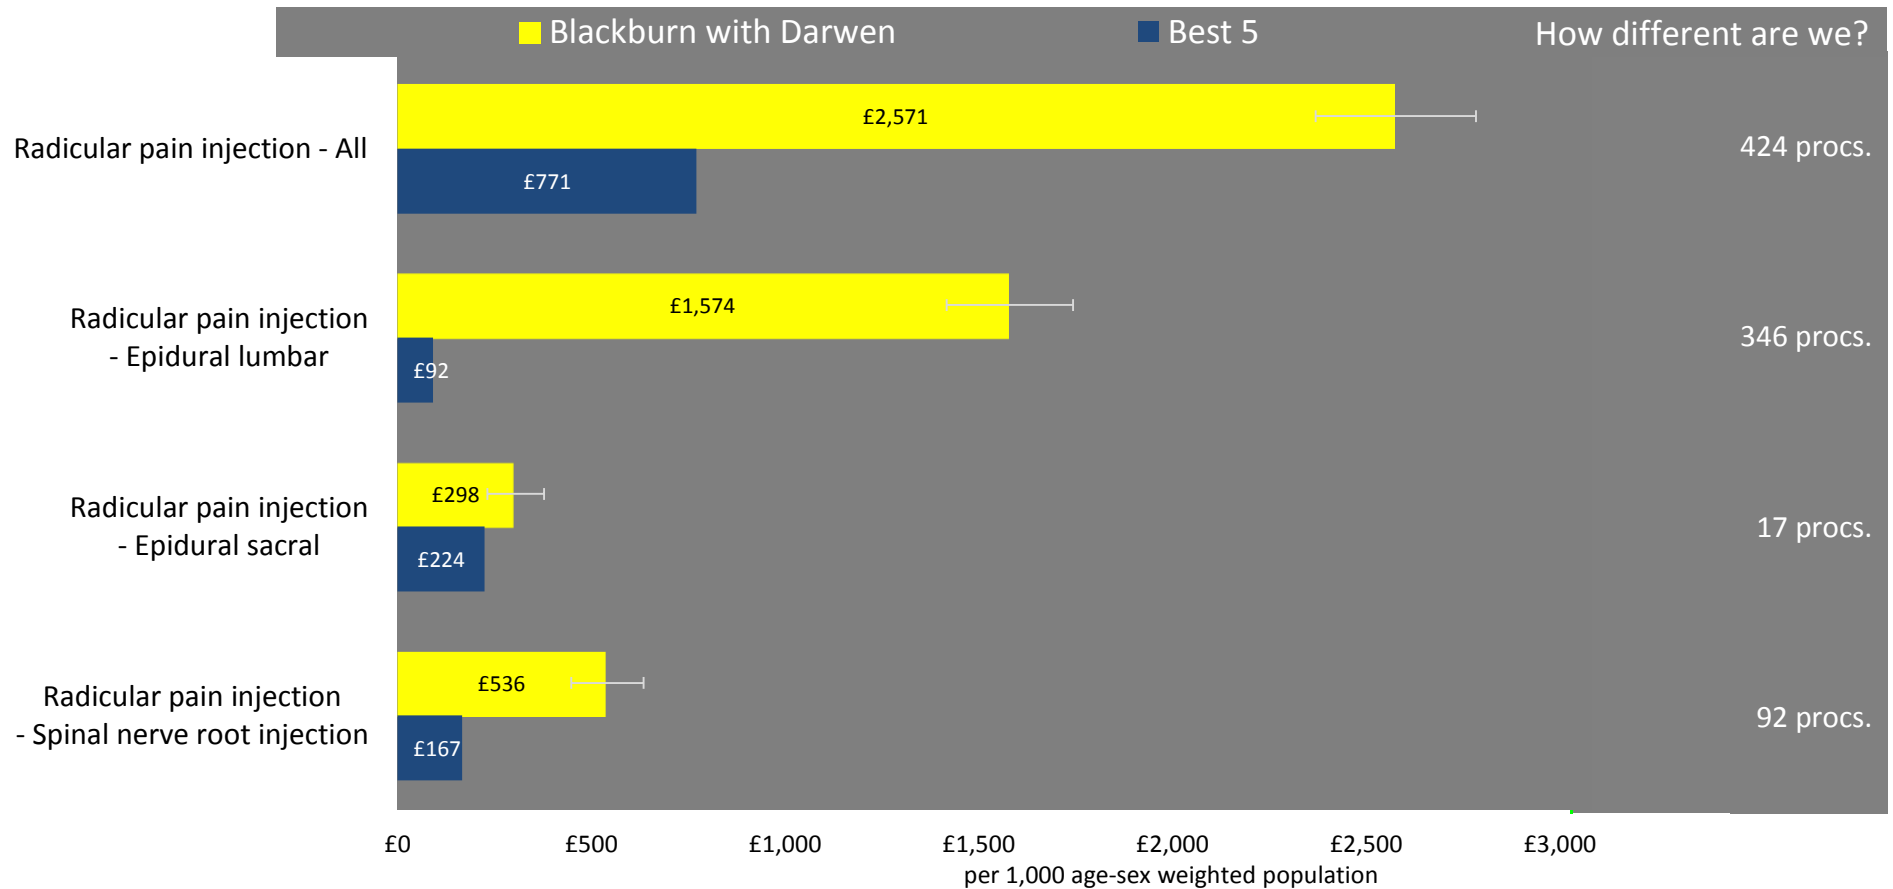 Blackburn with Darwen
Best 5
How different are we?
Radicular pain injection - All
£2,571
£771
424 procs.
Radicular pain injection
- Epidural lumbar
£1,574
£92
346 procs.
Radicular pain injection
- Epidural sacral
£298
£224
17 procs.
Radicular pain injection
- Spinal nerve root injection
£536
£167
92 procs.
£0 £500 £1,000 £1,500 £2,000 £2,500 £3,000
per 1,000 age-sex weighted population